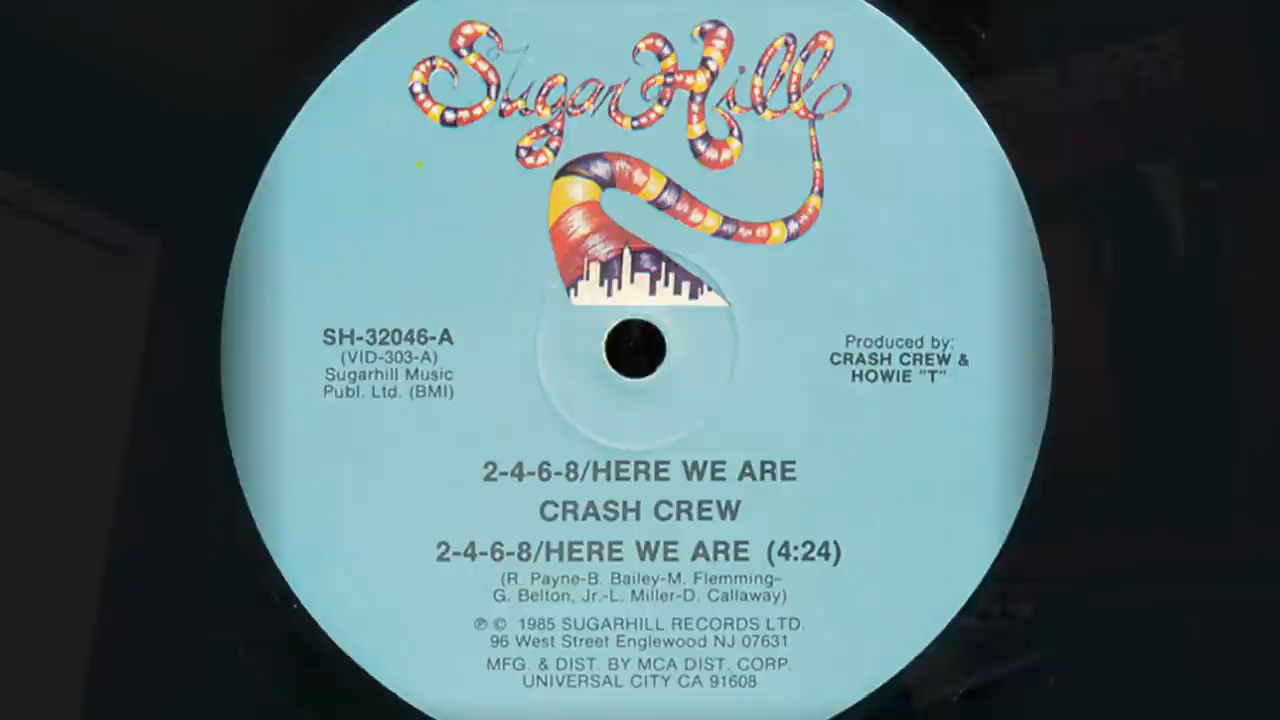 Sugar Hill
SH-32046-A
(VID-303-A)
Sugarhill Music
Publ. Ltd. (BMI)
Produced by:
CRASH CREW &
HOWIE "T"
2-4-6-8/HERE WE ARE
CRASH CREW
2-4-6-8/HERE WE ARE (4:24)
(R. Payne-B. Bailey-M. Flemming-
G. Belton, Jr.-L. Miller-D. Callaway)
℗ © 1985 SUGARHILL RECORDS LTD.
96 West Street Englewood NJ 07631
MFG. & DIST. BY MCA DIST. CORP.
UNIVERSAL CITY CA 91608